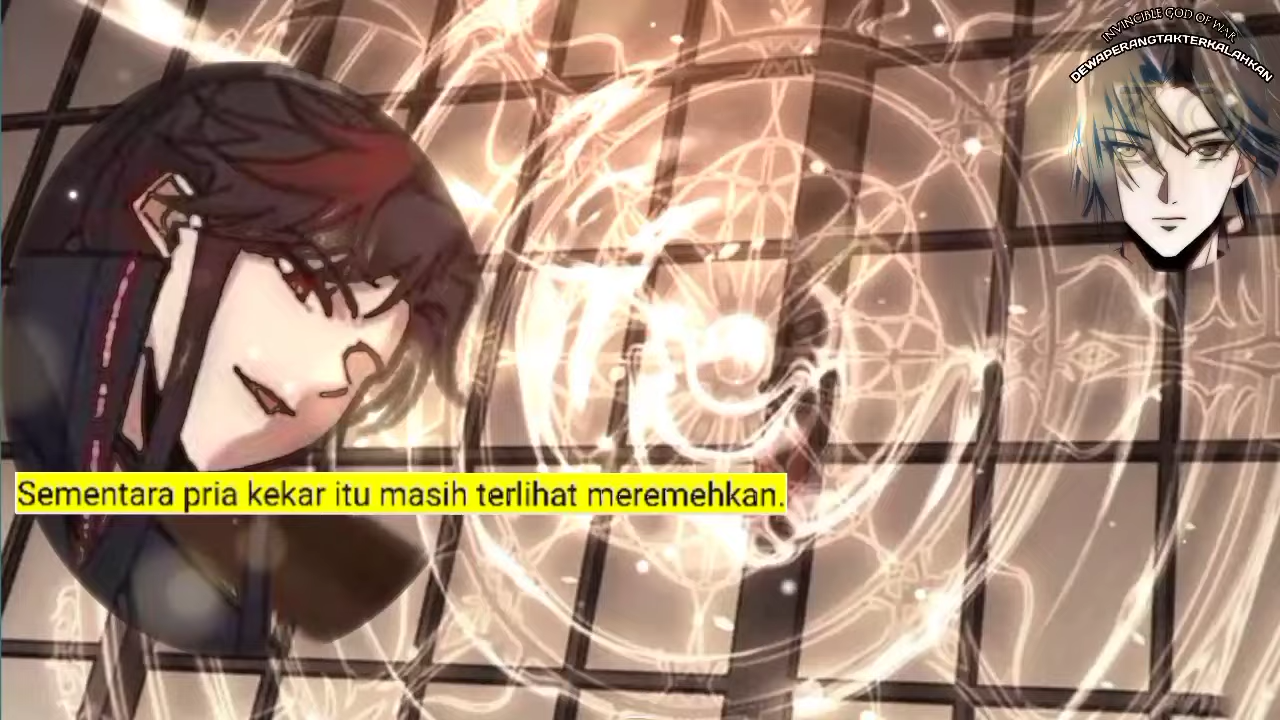 INVINCIBLE GOD OF WAR
DEWAPERANGTAKTERKALAHKAN
Sementara pria kekar itu masih terlihat meremehkan.